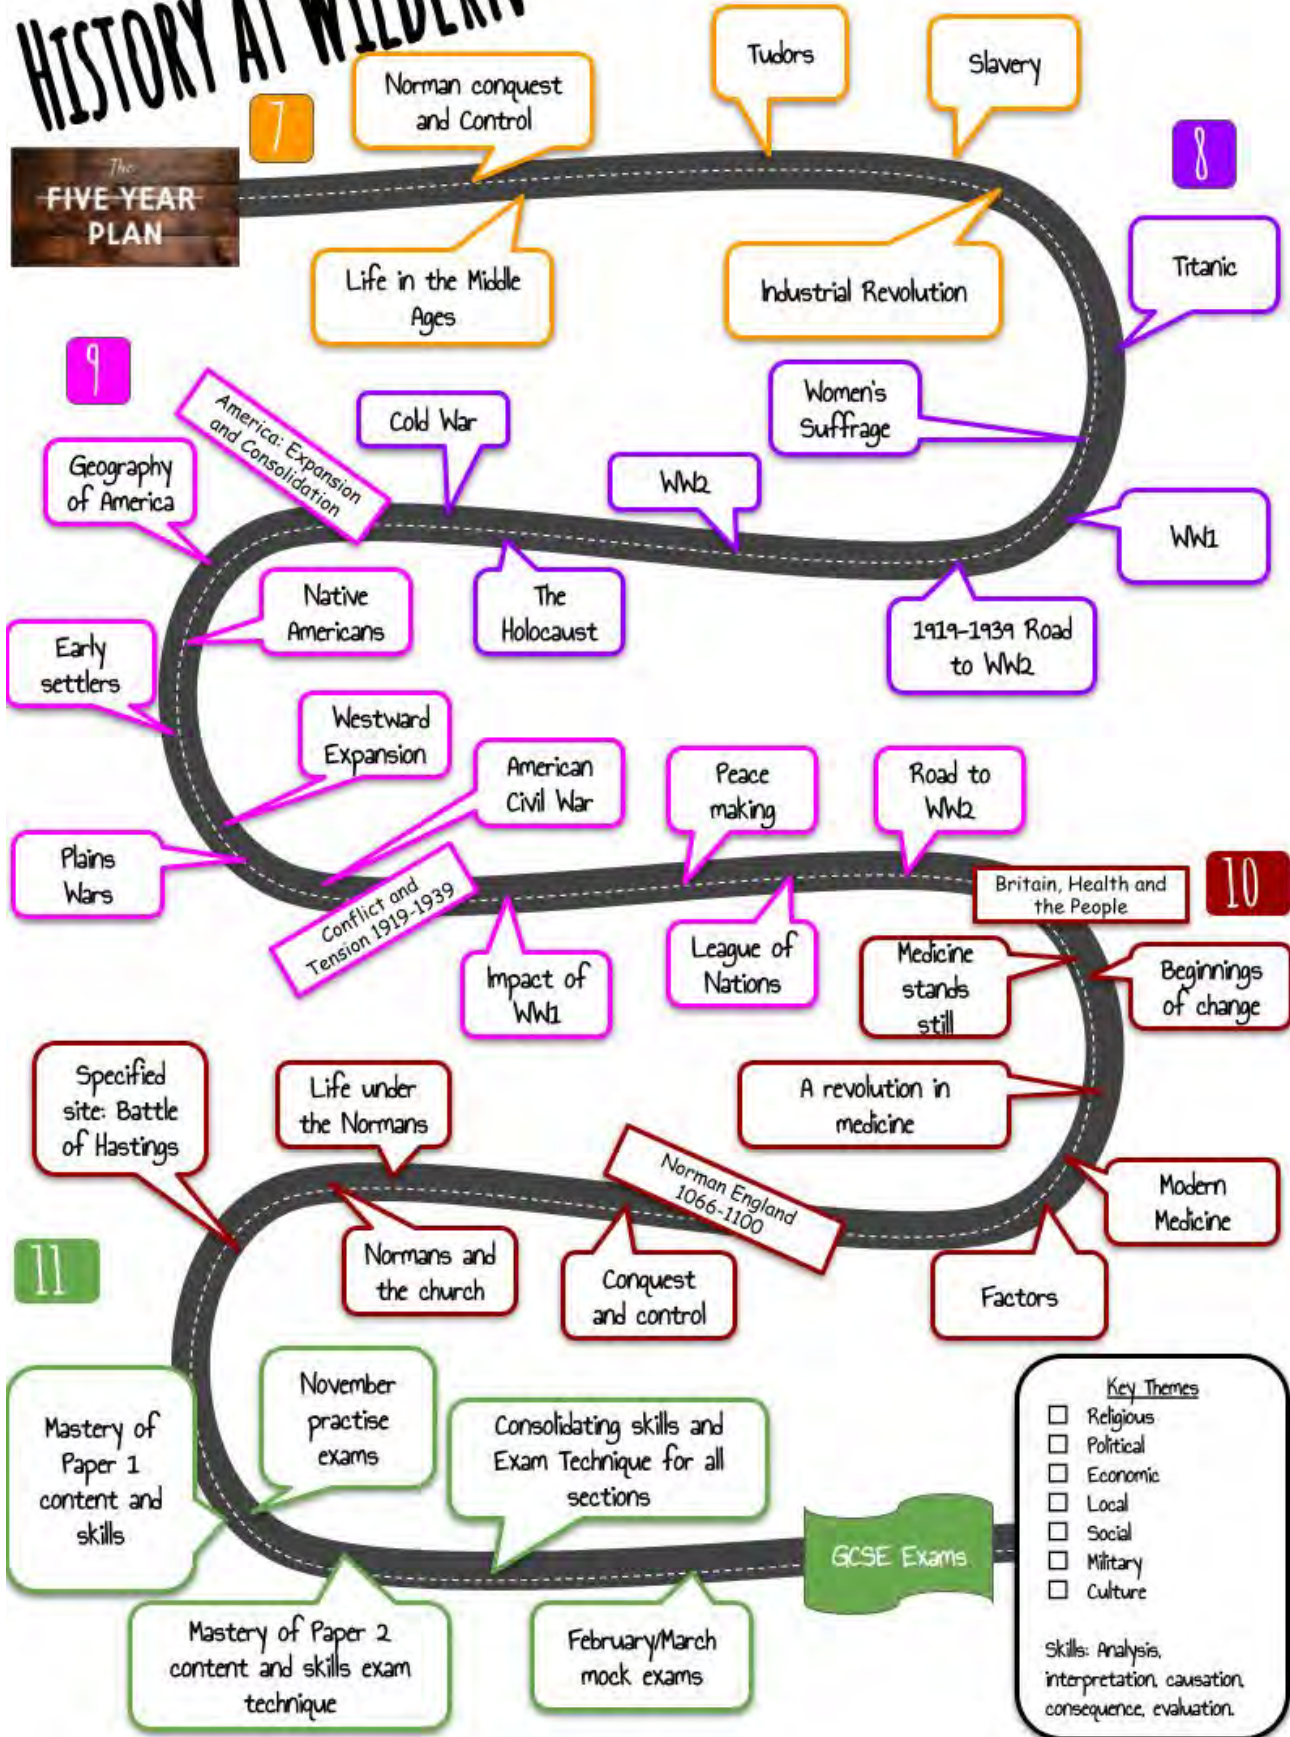 HISTORY AT
7
The
FIVE YEAR
PLAN
Norman conquest
and Control
Life in the Middle
Ages
Tudors
Slavery
Industrial Revolution
8
Titanic
Women's
Suffrage
WW1
1919-1939 Road
to WW2
WW2
The
Holocaust
Cold War
9
America: Expansion
and Consolidation
Geography
of America
Native
Americans
Early
settlers
Westward
Expansion
Plains
Wars
American
Civil War
Conflict and
Tension 1919-1939
Impact of
WW1
Peace
making
League of
Nations
Road to
WW2
10
Britain, Health and
the People
Medicine
stands
still
Beginnings
of change
A revolution in
medicine
Modern
Medicine
Factors
Norman England
1066-1100
Conquest
and control
Life under
the Normans
Normans and
the church
Specified
site: Battle
of Hastings
11
Mastery of
Paper 1
content and
skills
November
practise
exams
Mastery of Paper 2
content and skills exam
technique
Consolidating skills and
Exam Technique for all
sections
February/March
mock exams
GCSE Exams
Key Themes
Religious
Political
Economic
Local
Social
Military
Culture
Skills: Analysis,
interpretation, causation,
consequence, evaluation.